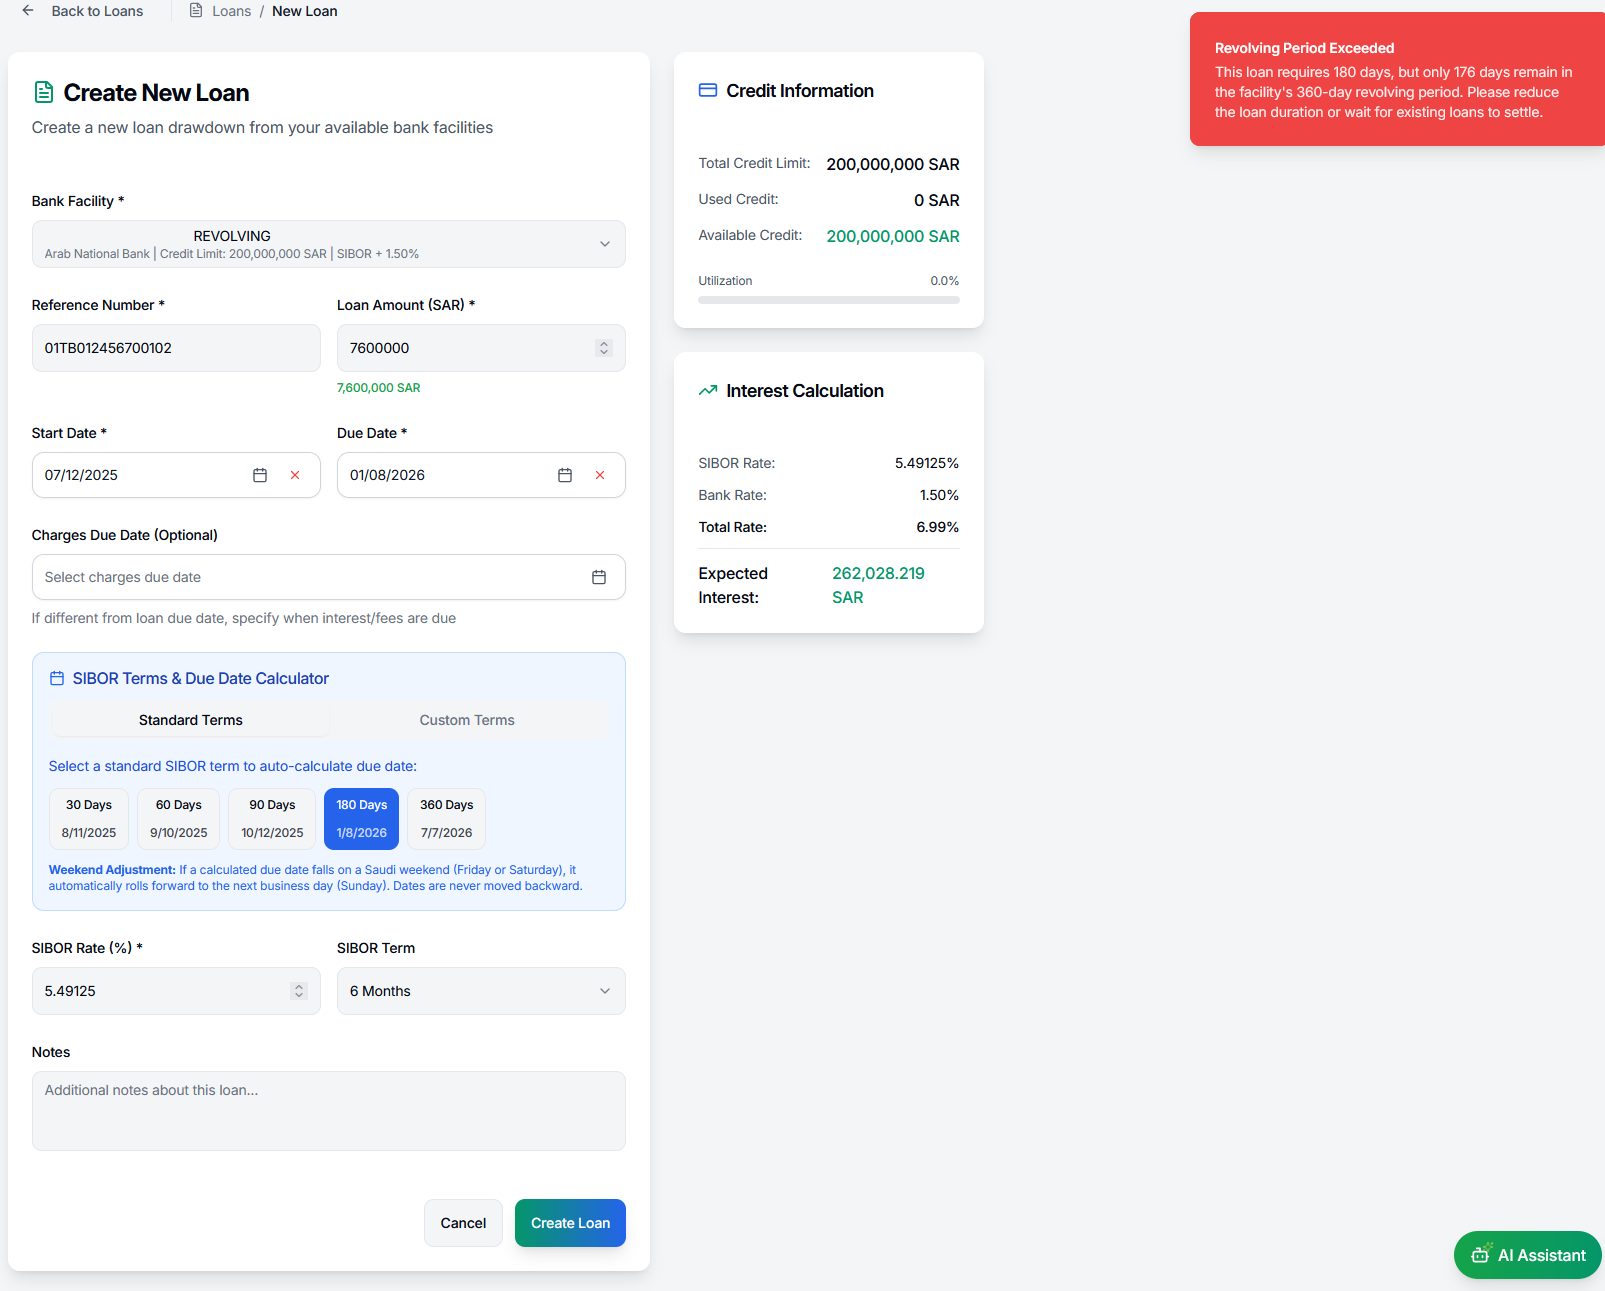 Back to Loans
Loans / New Loan
Revolving Period Exceeded
This loan requires 180 days, but only 176 days remain in
the facility's 360-day revolving period. Please reduce
the loan duration or wait for existing loans to settle.
Create New Loan
Create a new loan drawdown from your available bank facilities
Bank Facility *
REVOLVING
Arab National Bank | Credit Limit: 200,000,000 SAR | SIBOR + 1.50%
Reference Number *
Loan Amount (SAR) *
01TB012456700102
7600000
7,600,000 SAR
Start Date *
Due Date *
07/12/2025
01/08/2026
Charges Due Date (Optional)
Select charges due date
If different from loan due date, specify when interest/fees are due
SIBOR Terms & Due Date Calculator
Standard Terms
Custom Terms
Select a standard SIBOR term to auto-calculate due date:
30 Days
8/11/2025
60 Days
9/10/2025
90 Days
10/12/2025
180 Days
1/8/2026
360 Days
7/7/2026
Weekend Adjustment: If a calculated due date falls on a Saudi weekend (Friday or Saturday), it
automatically rolls forward to the next business day (Sunday). Dates are never moved backward.
SIBOR Rate (%) *
SIBOR Term
5.49125
6 Months
Notes
Additional notes about this loan...
Cancel
Create Loan
Credit Information
Total Credit Limit: 200,000,000 SAR
Used Credit: 0 SAR
Available Credit: 200,000,000 SAR
Utilization 0.0%
Interest Calculation
SIBOR Rate: 5.49125%
Bank Rate: 1.50%
Total Rate: 6.99%
Expected
Interest:
262,028.219
SAR
AI Assistant